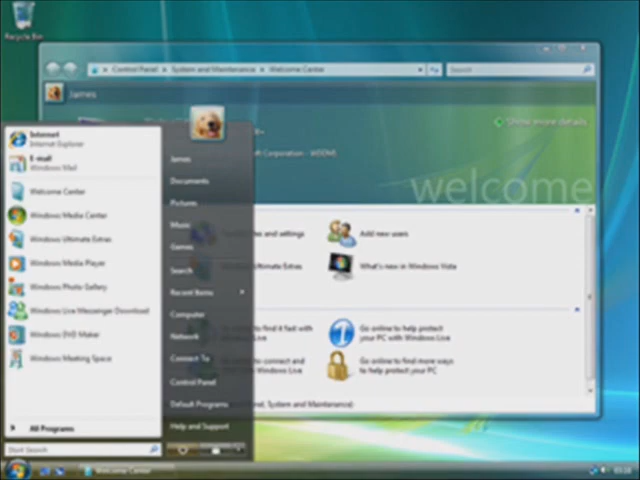 Recycle Bin
Control Panel
System and Maintenance
Welcome Center
Search
James
Show more details
welcome
Add new users
Windows Ultimate Extras
What's new in Windows Vista
Go online to help protect
your PC with Windows Live
Go online to find more ways
to help protect your PC
Internet
Internet Explorer
E-mail
Windows Mail
Welcome Center
Windows Media Center
Windows Ultimate Extras
Windows Media Player
Windows Photo Gallery
Windows Live Messenger Download
Windows DVD Maker
Windows Meeting Space
All Programs
Start Search
James
Documents
Pictures
Music
Games
Search
Recent Items
Computer
Network
Connect To
Control Panel
Default Programs
Help and Support
Welcome Center